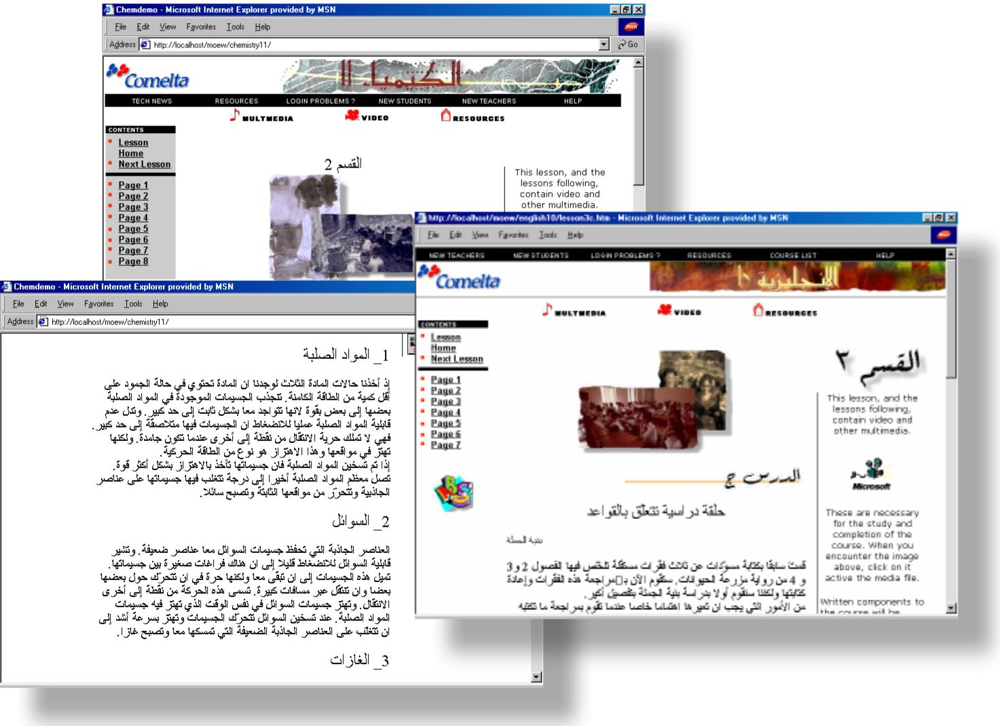 Chemdemo - Microsoft Internet Explorer provided by MSN
File Edit View Favorites Tools Help
msn
Address http://localhost/moew/chemistry11/ Go
Comelta
الكيمياء ١١
TECH NEWS RESOURCES LOGIN PROBLEMS ? NEW STUDENTS NEW TEACHERS HELP
MULTMEDIA VIDEO RESOURCES
CONTENTS
Lesson
Home
Next Lesson
Page 1
Page 2
Page 3
Page 4
Page 5
Page 6
Page 7
Page 8
القسم 2
This lesson, and the
lessons following,
contain video and
other multimedia.
Chemdemo - Microsoft Internet Explorer provided by MSN
File Edit View Favorites Tools Help
Address http://localhost/moew/chemistry11/
1_ المواد الصلبة
إذ أخذنا حالات المادة الثلاث لوجدنا ان المادة تحتوي في حالة الجمود على
أقل كمية من الطاقة الكامنة. تتجذب الجسيمات الموجودة في المواد الصلبة
بعضها إلى بعض بقوة لانها تتواجد معا بشكل ثابت إلى حد كبير. وتدل عدم
قابلية المواد الصلبة عمليا للانضغاط ان الجسيمات فيها متلاصقة إلى حد كبير.
فهي لا تملك حرية الانتقال من نقطة إلى أخرى عندما تكون جامدة. ولكنها
تهتز في مواقعها وهذا الاهتزاز هو نوع من الطاقة الحركية.
إذا تم تسخين المواد الصلبة فان جسيماتها تأخذ بالاهتزاز بشكل أكثر قوة.
تصل معظم المواد الصلبة أخيرا إلى درجة تتغلب فيها جسيماتها على عناصر
الجاذبية وتتحرّر من مواقعها الثابتة وتصبح سائلا.
2_ السوائل
العناصر الجاذبة التي تحفظ جسيمات السوائل معا عناصر ضعيفة. وتشير
قابلية السوائل للانضغاط قليلا إلى ان هناك فراغات صغيرة بين جسيماتها.
تميل هذه الجسيمات إلى ان تبقى معا ولكنها حرة في ان تتحرّك حول بعضها
بعضا وان تنتقل عبر مسافات كبيرة. تسمى هذه الحركة من نقطة إلى أخرى
الانتقال. وتهتز جسيمات السوائل في نفس الوقت الذي تهتز فيه جسيمات
المواد الصلبة. عند تسخين السوائل تتحرّك الجسيمات وتهتز بسرعة أشد إلى
ان تتغلب على العناصر الجاذبة الضعيفة التي تمسكها معا وتصبح غازا.
3_ الغازات
http://localhost/moew/english10/lesson3c.htm - Microsoft Internet Explorer provided by MSN
File Edit View Favorites Tools Help
NEW TEACHERS NEW STUDENTS LOGIN PROBLEMS ? RESOURCES COURSE LIST HELP
Comelta
الإنجليزية ١٠
MULTMEDIA VIDEO RESOURCES
CONTENTS
Lesson
Home
Next Lesson
Page 1
Page 2
Page 3
Page 4
Page 5
Page 6
Page 7
القسم ٣
This lesson, and the
lessons following,
contain video and
other multimedia.
Microsoft
These are necessary
for the study and
completion of the
course. When you
encounter the image
above, click on it
active the media file.
Written components to
the course will be
الدرس ج
حلقة دراسية تتعلّق بالقواعد
بنية الجملة
قمت سابقا بكتابة مسودّات عن ثلاث فقرات مستقلّة تلخّص فيها الفصول 2 و 3
و 4 من رواية مزرعة الحيوانات. ستقوم الآن بمراجعة هذه الفقرات وإعادة
كتابتها ولكننا سنقوم أولا بدراسة بنية الجملة بتفصيل أكبر.
من الأمور التي يجب ان تعيرها اهتماما خاصا عندما تقوم بمراجعة ما تكتبه